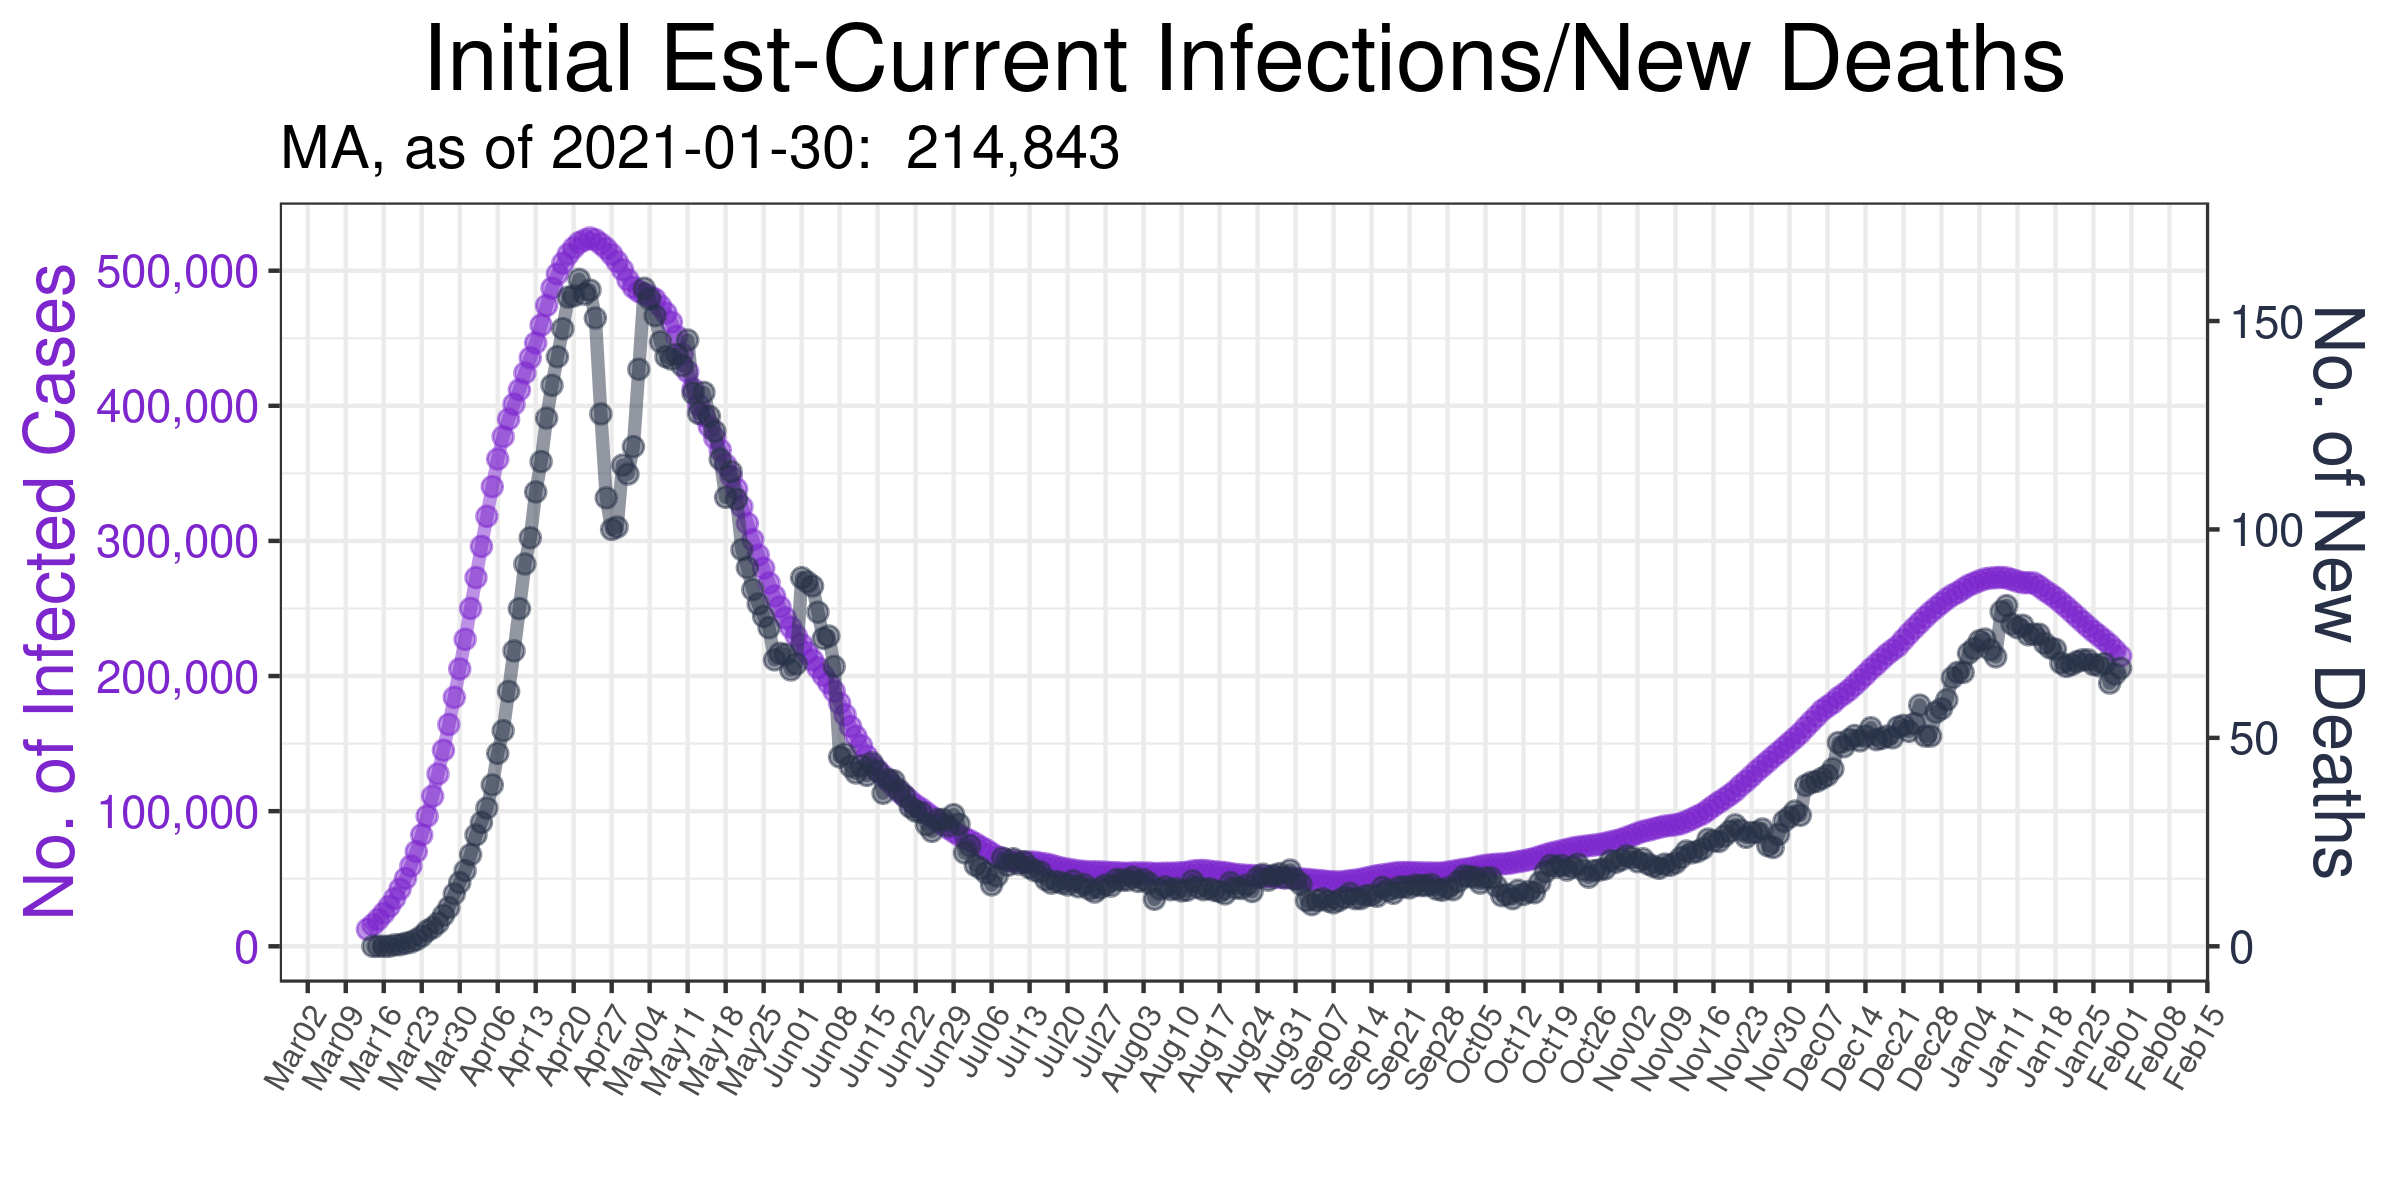 Initial Est-Current Infections/New Deaths
MA, as of 2021-01-30:  214,843
No. of Infected Cases
500,000
400,000
300,000
200,000
100,000
0
150
100
50
0
No. of New Deaths
Mar02
Mar09
Mar16
Mar23
Mar30
Apr06
Apr13
Apr20
Apr27
May04
May11
May18
May25
Jun01
Jun08
Jun15
Jun22
Jun29
Jul06
Jul13
Jul20
Jul27
Aug03
Aug10
Aug17
Aug24
Aug31
Sep07
Sep14
Sep21
Sep28
Oct05
Oct12
Oct19
Oct26
Nov02
Nov09
Nov16
Nov23
Nov30
Dec07
Dec14
Dec21
Dec28
Jan04
Jan11
Jan18
Jan25
Feb01
Feb08
Feb15